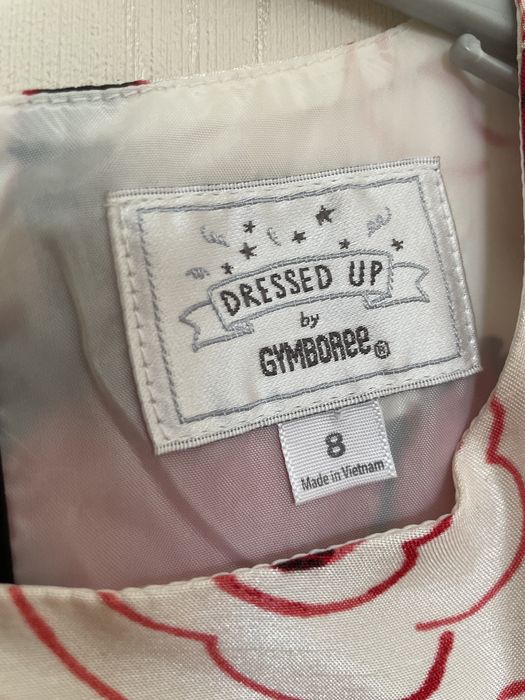 DRESSED UP
by
GYMBOREE®
8
Made in Vietnam